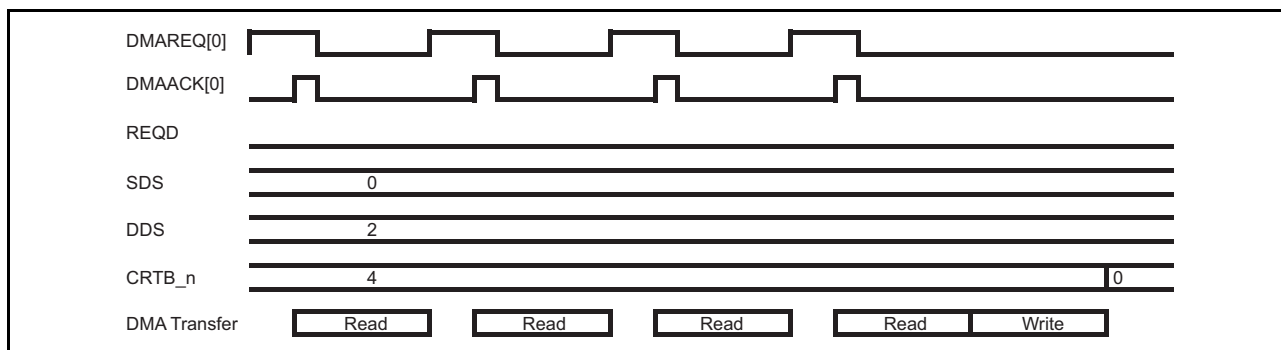 DMAREQ[0]
DMAACK[0]
REQD
SDS 0
DDS 2
CRTB_n 4 0
DMA Transfer Read Read Read Read Write